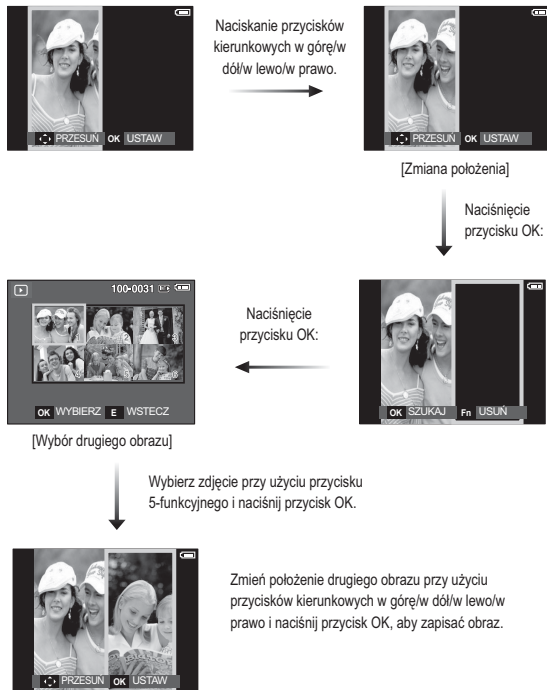 Naciskanie przycisków
kierunkowych w górę/w
dół/w lewo/w prawo.
PRZESUŃ OK USTAW
PRZESUŃ OK USTAW
[Zmiana położenia]
Naciśnięcie
przycisku OK:
100-0031
OK WYBIERZ E WSTECZ
[Wybór drugiego obrazu]
Naciśnięcie
przycisku OK:
OK SZUKAJ Fn USUŃ
Wybierz zdjęcie przy użyciu przycisku
5-funkcyjnego i naciśnij przycisk OK.
PRZESUŃ OK USTAW
Zmień położenie drugiego obrazu przy użyciu
przycisków kierunkowych w górę/w dół/w lewo/w
prawo i naciśnij przycisk OK, aby zapisać obraz.